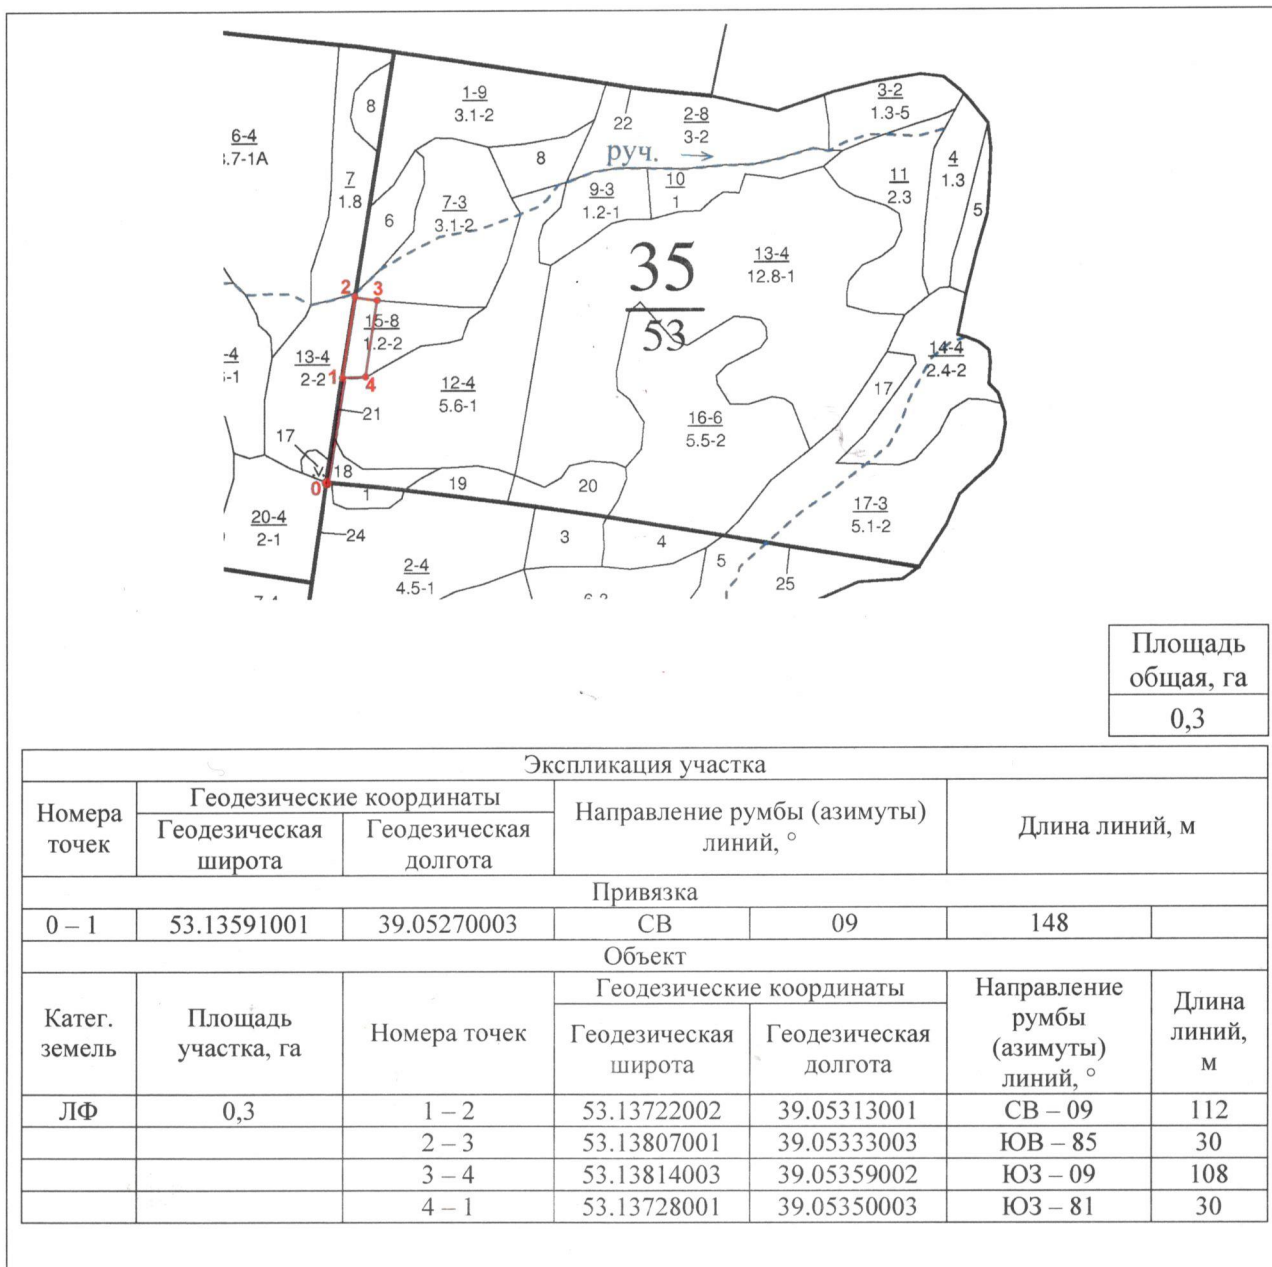 1-9
3.1-2
8
22
2-8
3-2
3-2
1.3-5
6-4
3.7-1А
руч.
8
4
1.3
7
1.8
6
7-3
3.1-2
9-3
1.2-1
10
1
11
2.3
5
35
53
13-4
12.8-1
2
3
15-8
1.2-2
-4
-1
13-4
2-2
1
4
12-4
5.6-1
14-4
2.4-2
17
21
16-6
5.5-2
17
18
19
20
0
1
17-3
5.1-2
20-4
2-1
24
3
4
5
25
2-4
4.5-1
Площадь
общая, га
0,3
Экспликация участка
Номера точек
Геодезические координаты
Геодезическая широта
Геодезическая долгота
Направление румбы (азимуты) линий, °
Длина линий, м
Привязка
0 – 1 53.13591001 39.05270003 СВ 09 148
Объект
Катег. земель
Площадь участка, га
Номера точек
Геодезические координаты
Геодезическая широта
Геодезическая долгота
Направление румбы (азимуты) линий, °
Длина линий, м
ЛФ 0,3 1 – 2 53.13722002 39.05313001 СВ – 09 112
2 – 3 53.13807001 39.05333003 ЮВ – 85 30
3 – 4 53.13814003 39.05359002 ЮЗ – 09 108
4 – 1 53.13728001 39.05350003 ЮЗ – 81 30